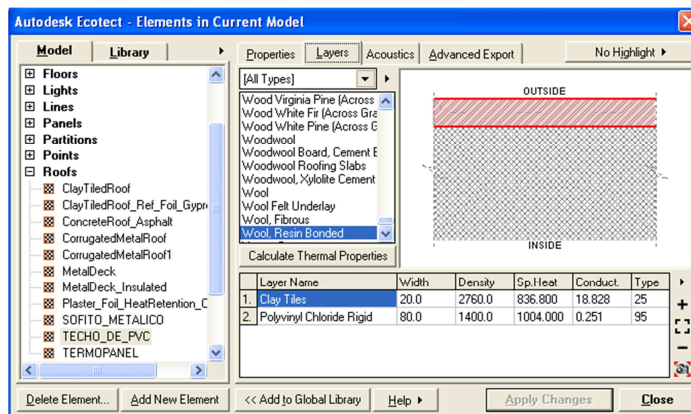 Autodesk Ecotect - Elements in Current Model
Model
Library
Properties
Layers
Acoustics
Advanced Export
No Highlight
Floors
Lights
Lines
Panels
Partitions
Points
Roofs
ClayTiledRoof
ClayTiledRoof_Ref_Foil_Gypr
ConcreteRoof_Asphalt
CorrugatedMetalRoof
CorrugatedMetalRoof1
MetalDeck
MetalDeck_Insulated
Plaster_Foil_HeatRetention_C
SOFITO_METALICO
TECHO_DE_PVC
TERMOPANEL
[All Types]
Wood Virginia Pine (Across
Wood White Fir (Across Gra
Wood White Pine (Across G
Woodwool
Woodwool Board, Cement B
Woodwool Roofing Slabs
Woodwool, Xylolite Cement
Wool
Wool Felt Underlay
Wool, Fibrous
Wool, Resin Bonded
Calculate Thermal Properties
OUTSIDE
INSIDE
Layer Name Width Density Sp.Heat Conduct. Type
1. Clay Tiles 20.0 2760.0 836.800 18.828 25
2. Polyvinyl Chloride Rigid 80.0 1400.0 1004.000 0.251 95
Delete Element...
Add New Element
<< Add to Global Library
Help
Apply Changes
Close